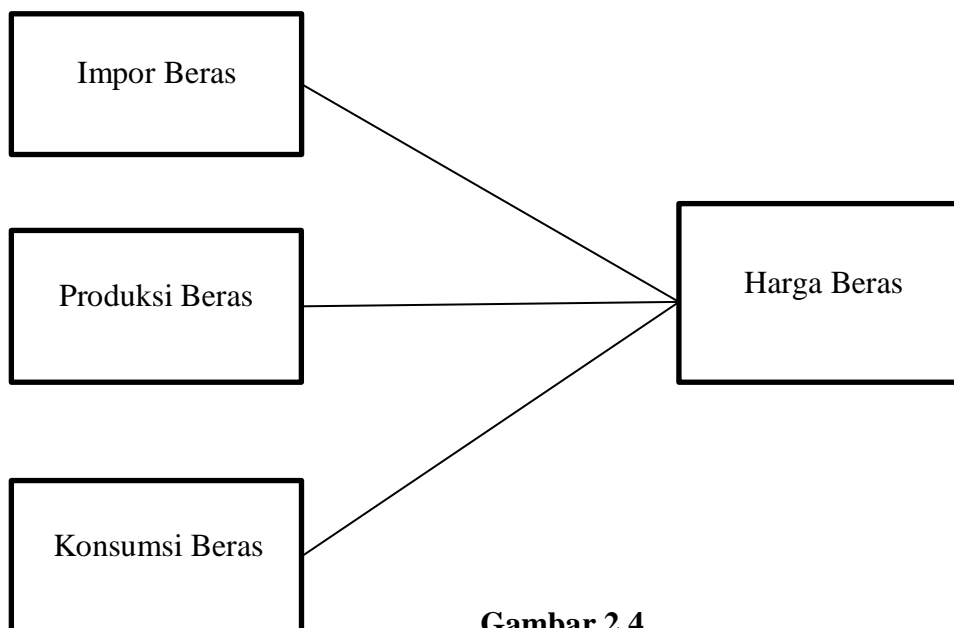 Impor Beras
Produksi Beras
Harga Beras
Konsumsi Beras
Gambar 2.4